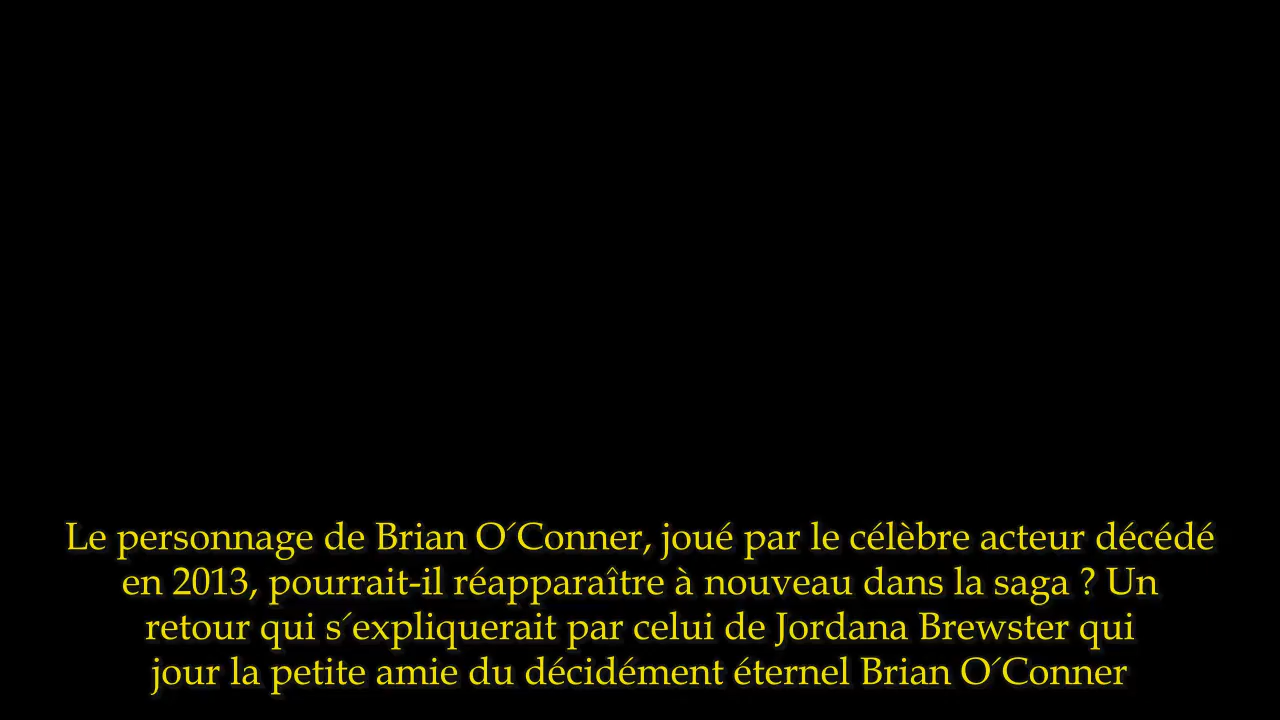 Le personnage de Brian O´Conner, joué par le célèbre acteur décédé
en 2013, pourrait-il réapparaître à nouveau dans la saga ? Un
retour qui s´expliquerait par celui de Jordana Brewster qui
jour la petite amie du décidément éternel Brian O´Conner